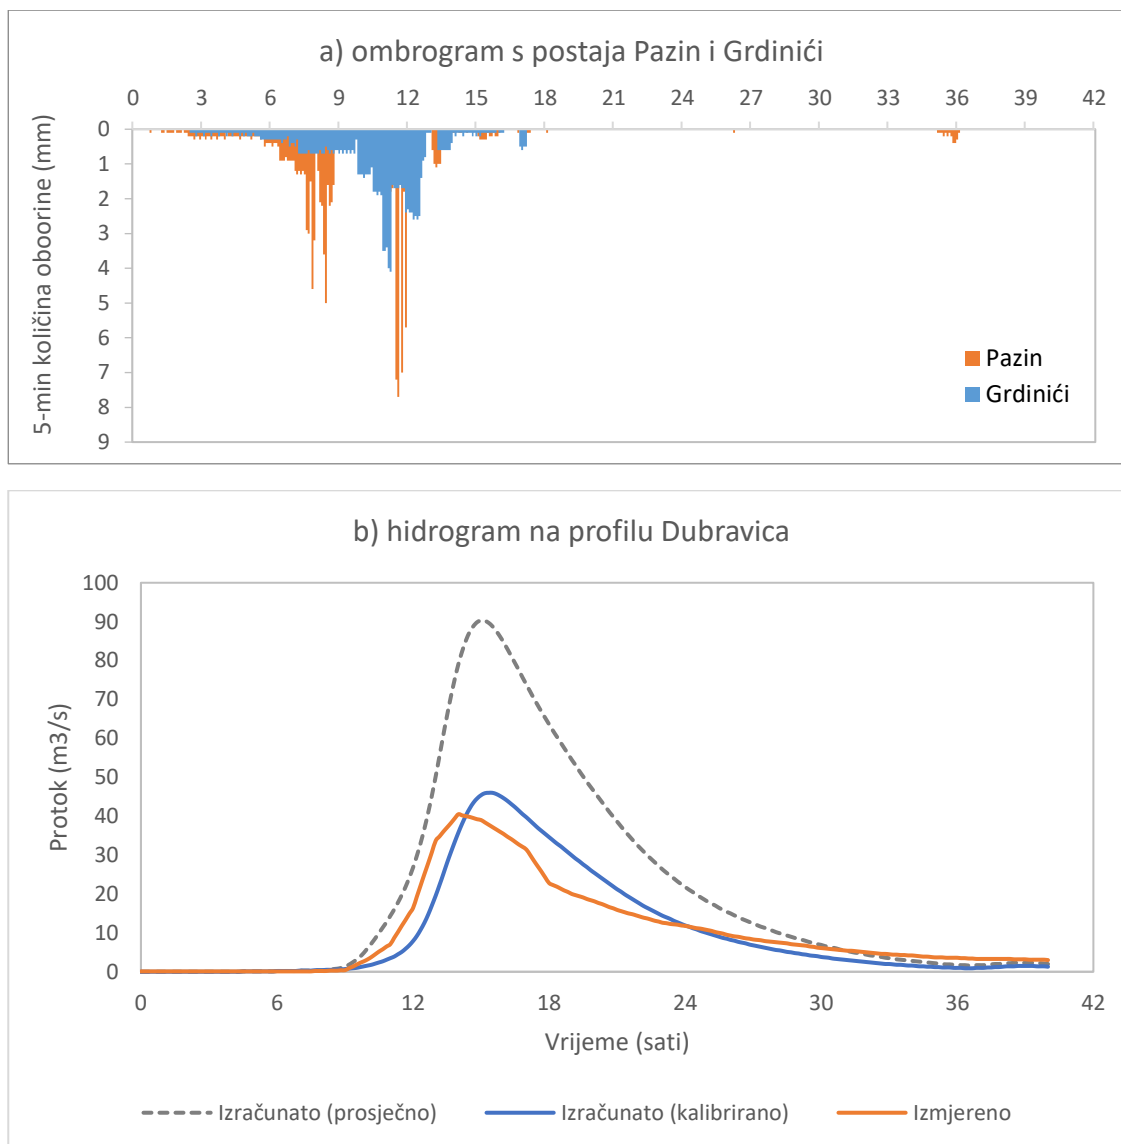 a) ombrogram s postaja Pazin i Grdinići
0 3 6 9 12 15 18 21 24 27 30 33 36 39 42
5-min količina oboorine (mm)
0
1
2
3
4
5
6
7
8
9
Pazin
Grdinići
b) hidrogram na profilu Dubravica
Protok (m3/s)
100
90
80
70
60
50
40
30
20
10
0
0 6 12 18 24 30 36 42
Vrijeme (sati)
Izračunato (prosječno) Izračunato (kalibrirano) Izmjereno